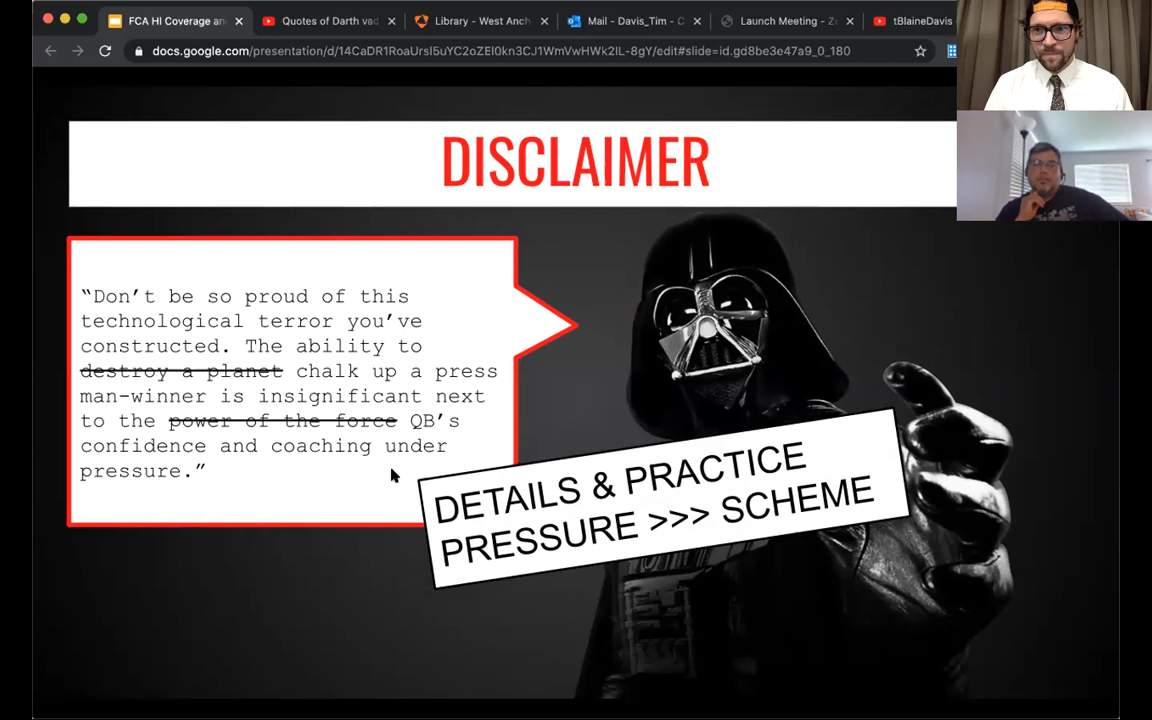 FCA HI Coverage an
Quotes of Darth vad
Library - West Anch
Mail - Davis_Tim - C
Launch Meeting - Zo
tBlaineDavis
docs.google.com/presentation/d/14CaDR1RoaUrsl5uYC2oZEl0kn3CJ1WmVwHWk2lL-8gY/edit#slide=id.gd8be3e47a9_0_180
DISCLAIMER
“Don’t be so proud of this
technological terror you’ve
constructed. The ability to
destroy a planet chalk up a press
man-winner is insignificant next
to the power of the force QB’s
confidence and coaching under
pressure.”
DETAILS & PRACTICE
PRESSURE >>> SCHEME